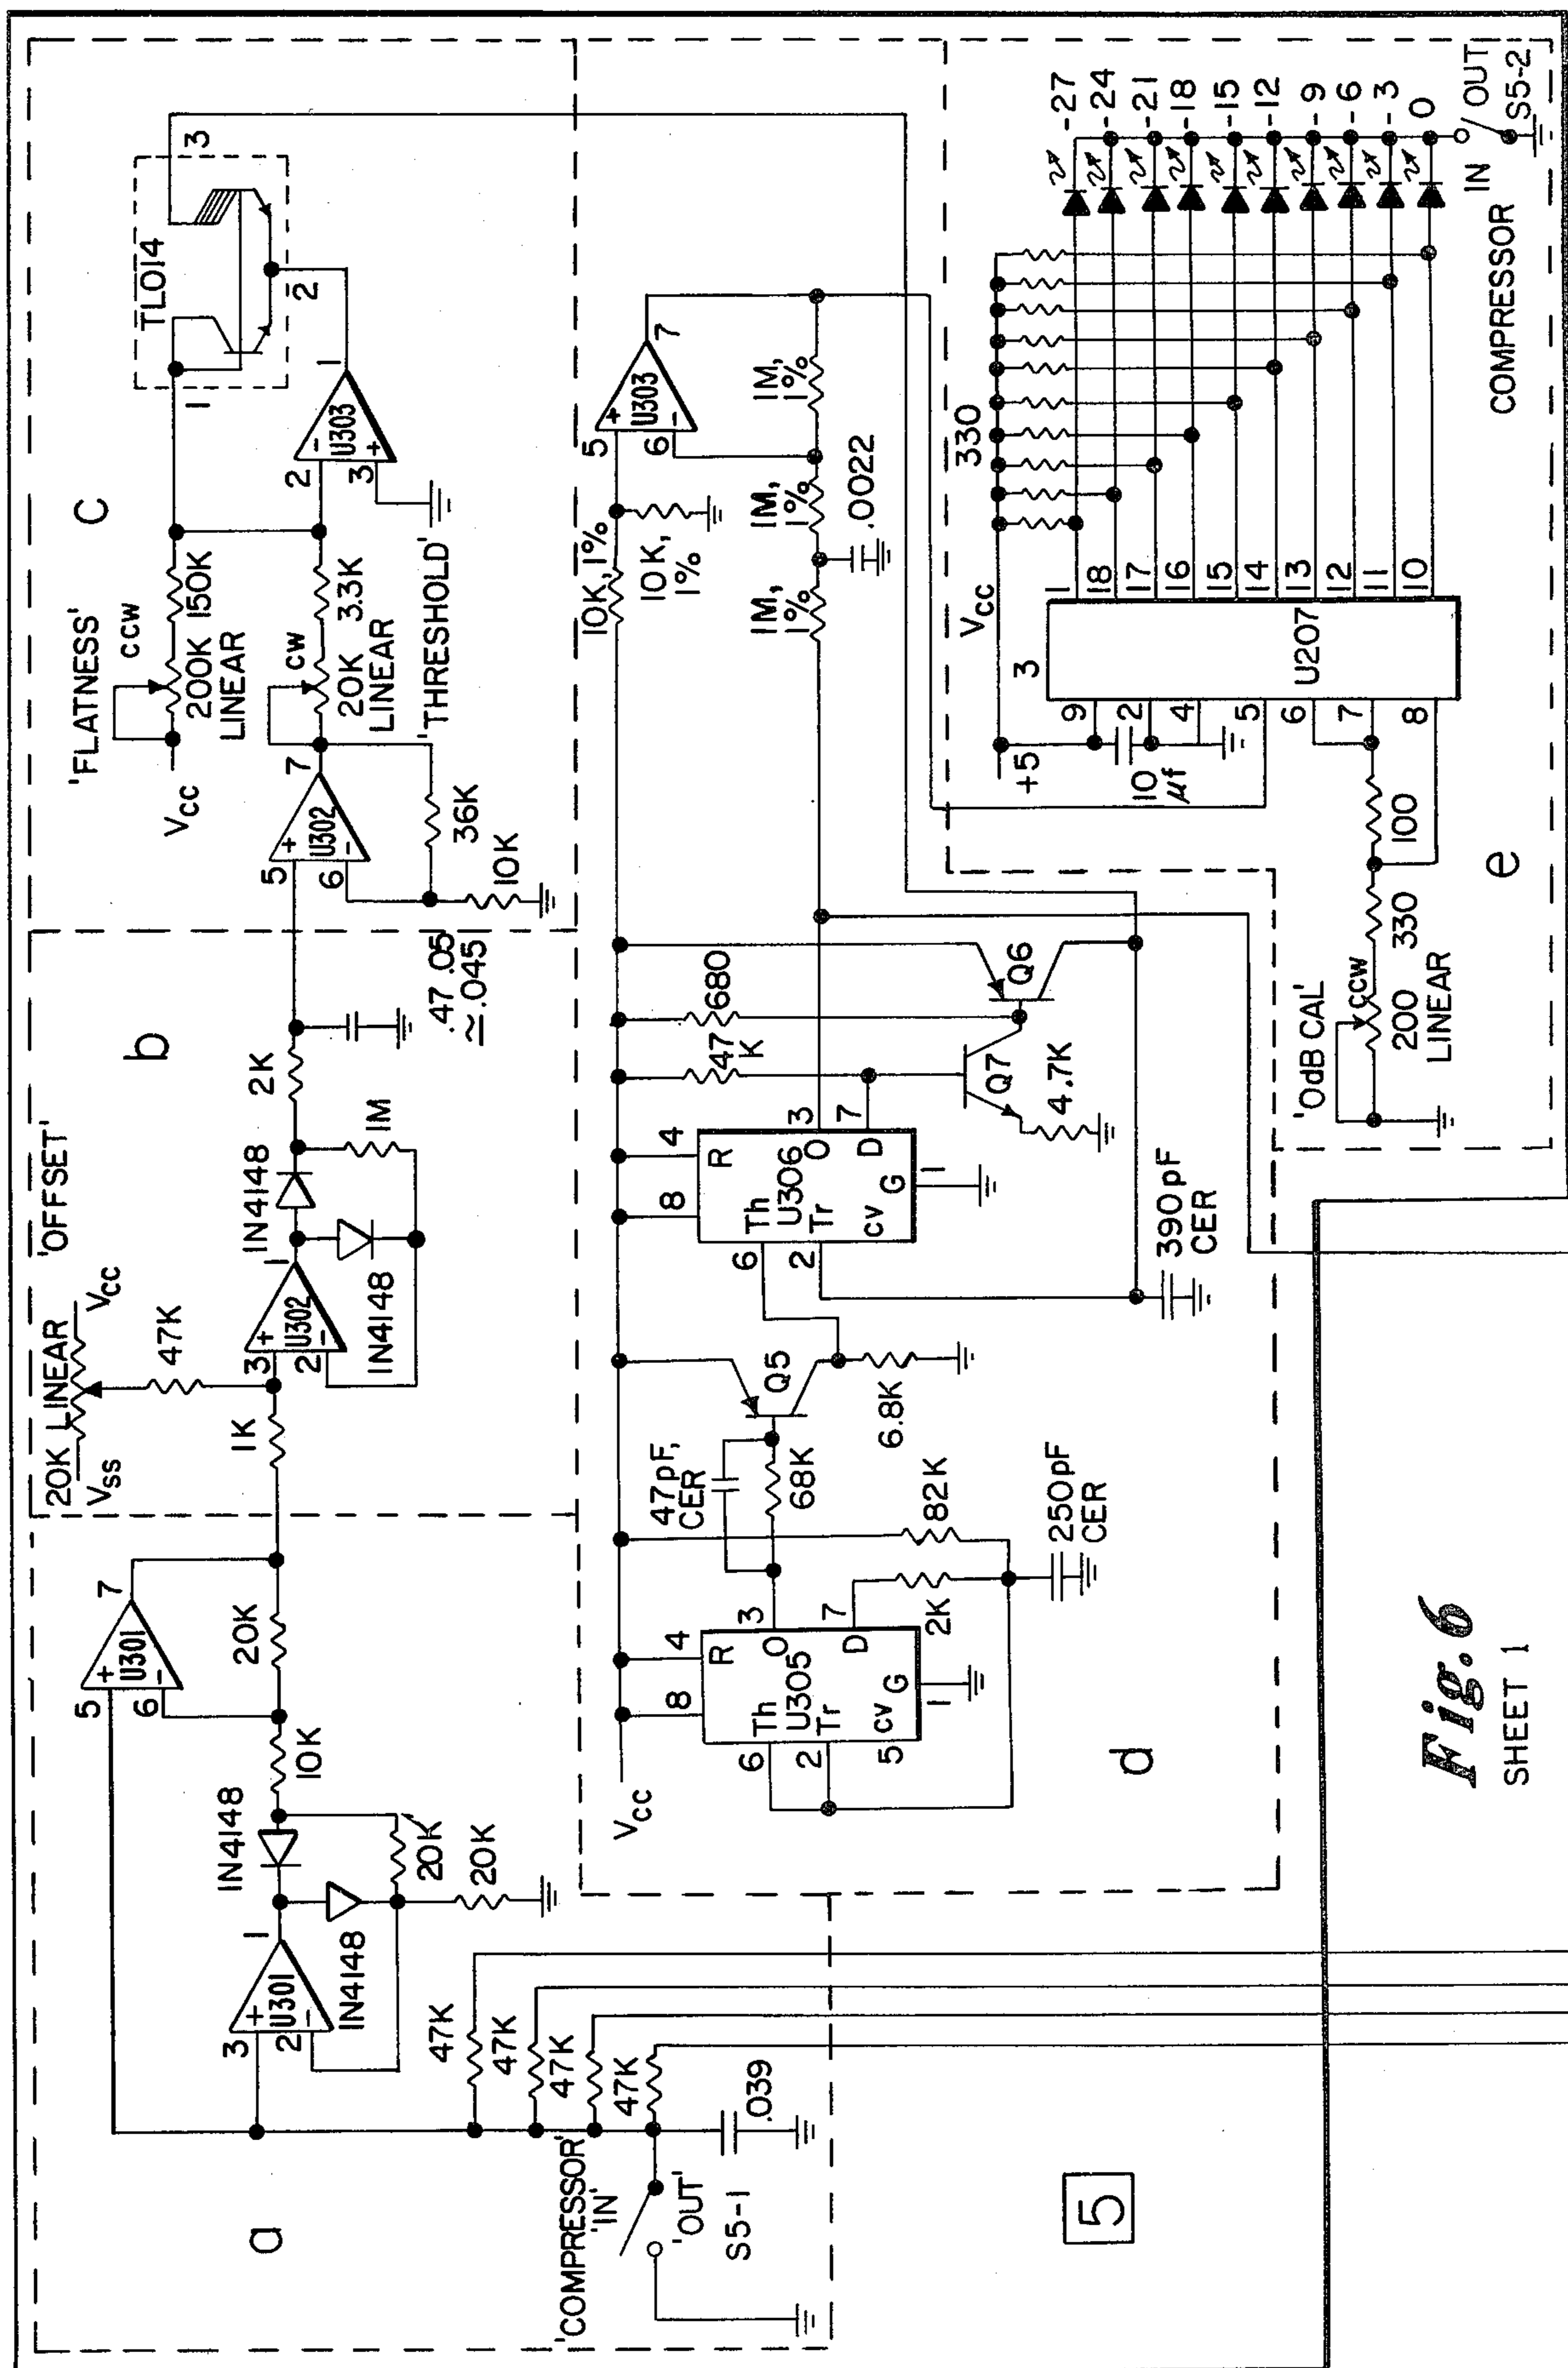 a
'COMPRESSOR'
'IN'
'OUT'
S5-1
.039
47K
47K
47K
47K
3
+
U301
2
-
1
IN4148
IN4148
20K
20K
10K
5
+
U301
6
-
7
20K
b
'OFFSET'
20K LINEAR
Vss
Vcc
47K
1K
3
+
U302
2
-
1
IN4148
IN4148
1M
2K
.47 .05
≈.045
c
'FLATNESS'
ccw
Vcc
200K 150K
LINEAR
5
+
U302
6
-
7
cw
20K 3.3K
LINEAR
'THRESHOLD'
36K
10K
2
-
U303
3
+
1
TL014
1
2
3
d
Vcc
8
4
R
Th
U305
Tr
O
D
cv G
6
2
5
3
7
1
2K
82K
250pF
CER
47pF,
CER
68K
Q5
6.8K
8
4
R
Th
U306
Tr
O
D
cv G
6
2
3
7
1
390pF
CER
47
K
680
Q7
Q6
4.7K
10K, 1%
10K,
1%
5
+
U303
6
-
7
1M,
1%
1M,
1%
1M,
1%
.0022
e
'0dB CAL'
ccw
200
LINEAR
330
100
Vcc
+5
10
µf
3
9
2
4
5
6
7
8
U207
1
18
17
16
15
14
13
12
11
10
330
-27
-24
-21
-18
-15
-12
-9
-6
-3
0
IN
OUT
S5-2
COMPRESSOR
5
Fig. 6
SHEET 1